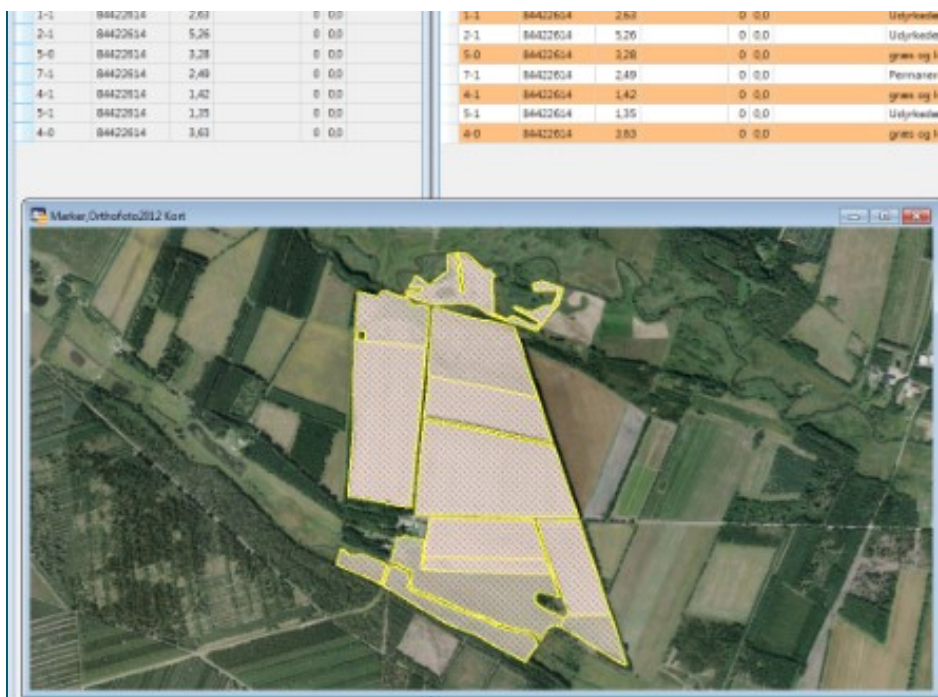 1-1 84422614 2,63 0 0,0
2-1 84422614 5,26 0 0,0
5-0 84422614 3,28 0 0,0
7-1 84422614 2,49 0 0,0
4-1 84422614 1,42 0 0,0
5-1 84422614 1,35 0 0,0
4-0 84422614 3,63 0 0,0
1-1 84422614 2,63 0 0,0 Udyrkede
2-1 84422614 5,26 0 0,0 Udyrkede
5-0 84422614 3,28 0 0,0 græs og
7-1 84422614 2,49 0 0,0 Permaner
4-1 84422614 1,42 0 0,0 græs og
5-1 84422614 1,35 0 0,0 Udyrkede
4-0 84422614 3,63 0 0,0 græs og
Marker,Orthofoto2012 Kort